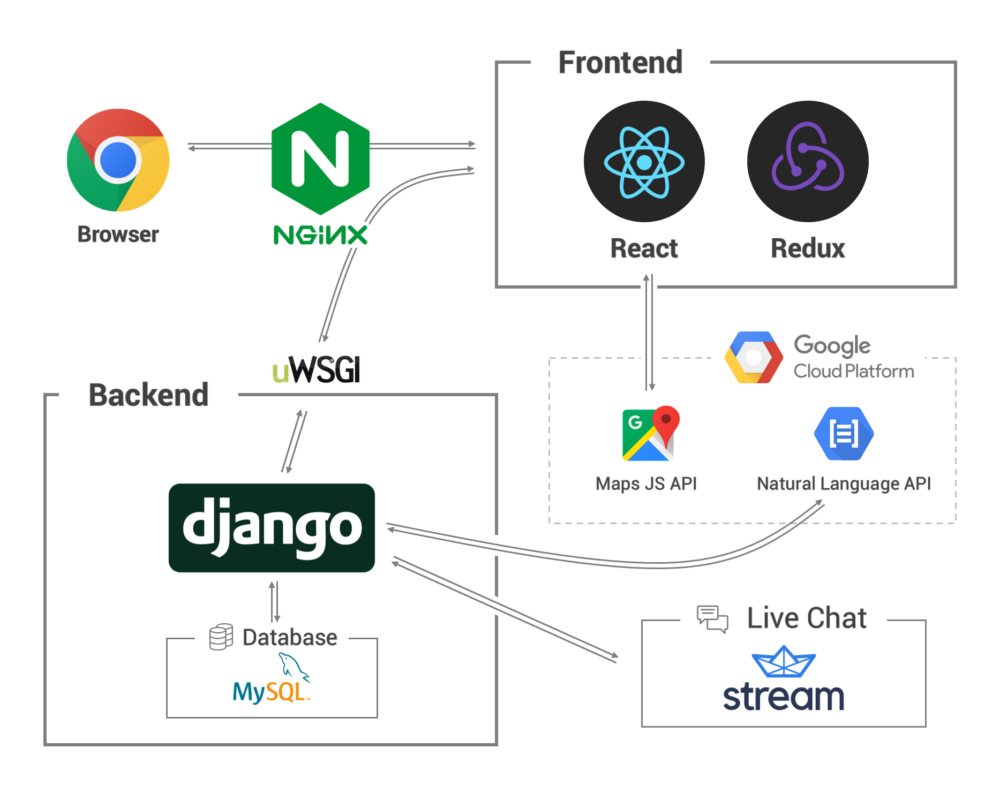 Frontend
Browser
NGINX
React
Redux
Google
Cloud Platform
uWSGI
Backend
G
Maps JS API
Natural Language API
django
Live Chat
stream
Database
MySQL™